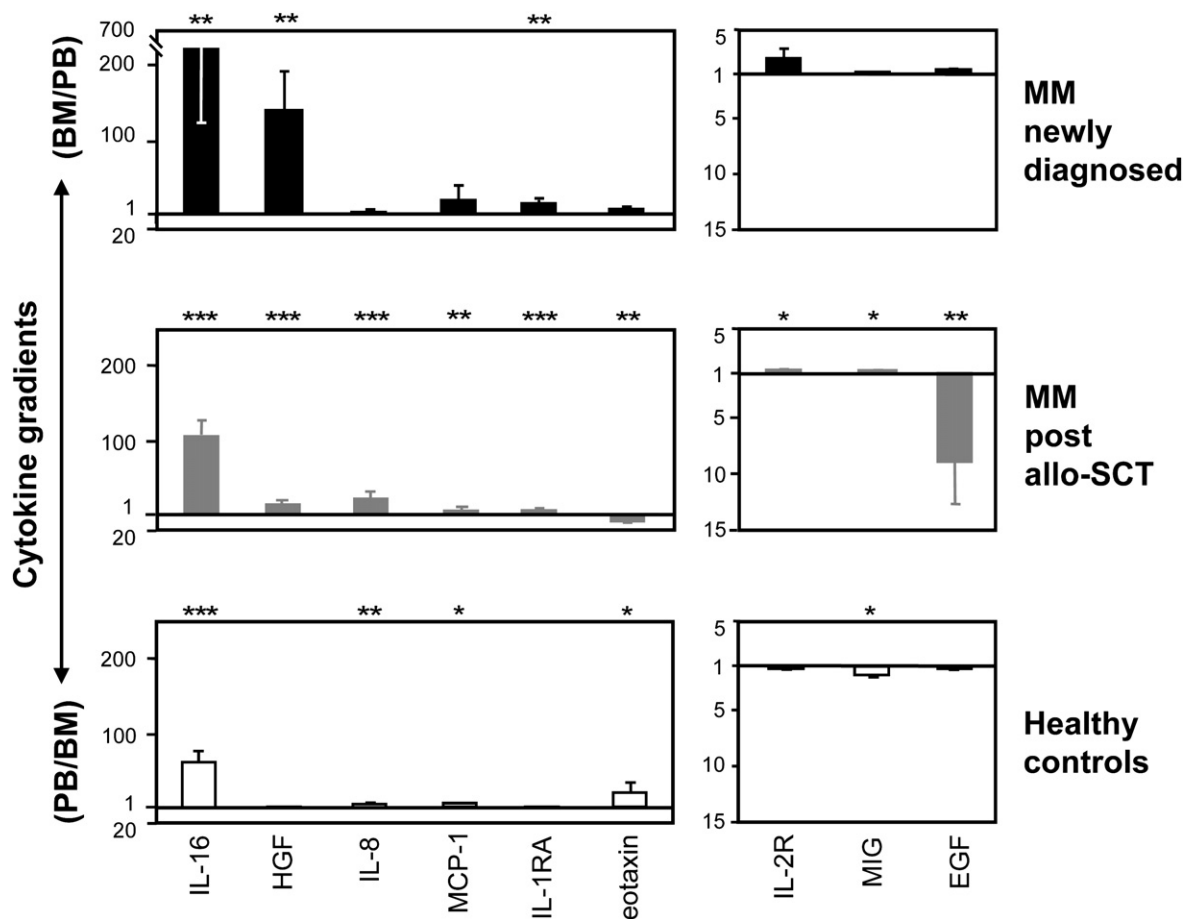 ** ** **
700
200
100
1
20
5
1
5
10
15
MM
newly
diagnosed
*** *** *** ** *** **
200
100
1
20
* * **
5
1
5
10
15
MM
post
allo-SCT
*** ** * *
200
100
1
20
*
5
1
5
10
15
Healthy
controls
(BM/PB)
Cytokine gradients
(PB/BM)
IL-16
HGF
IL-8
MCP-1
IL-1RA
eotaxin
IL-2R
MIG
EGF